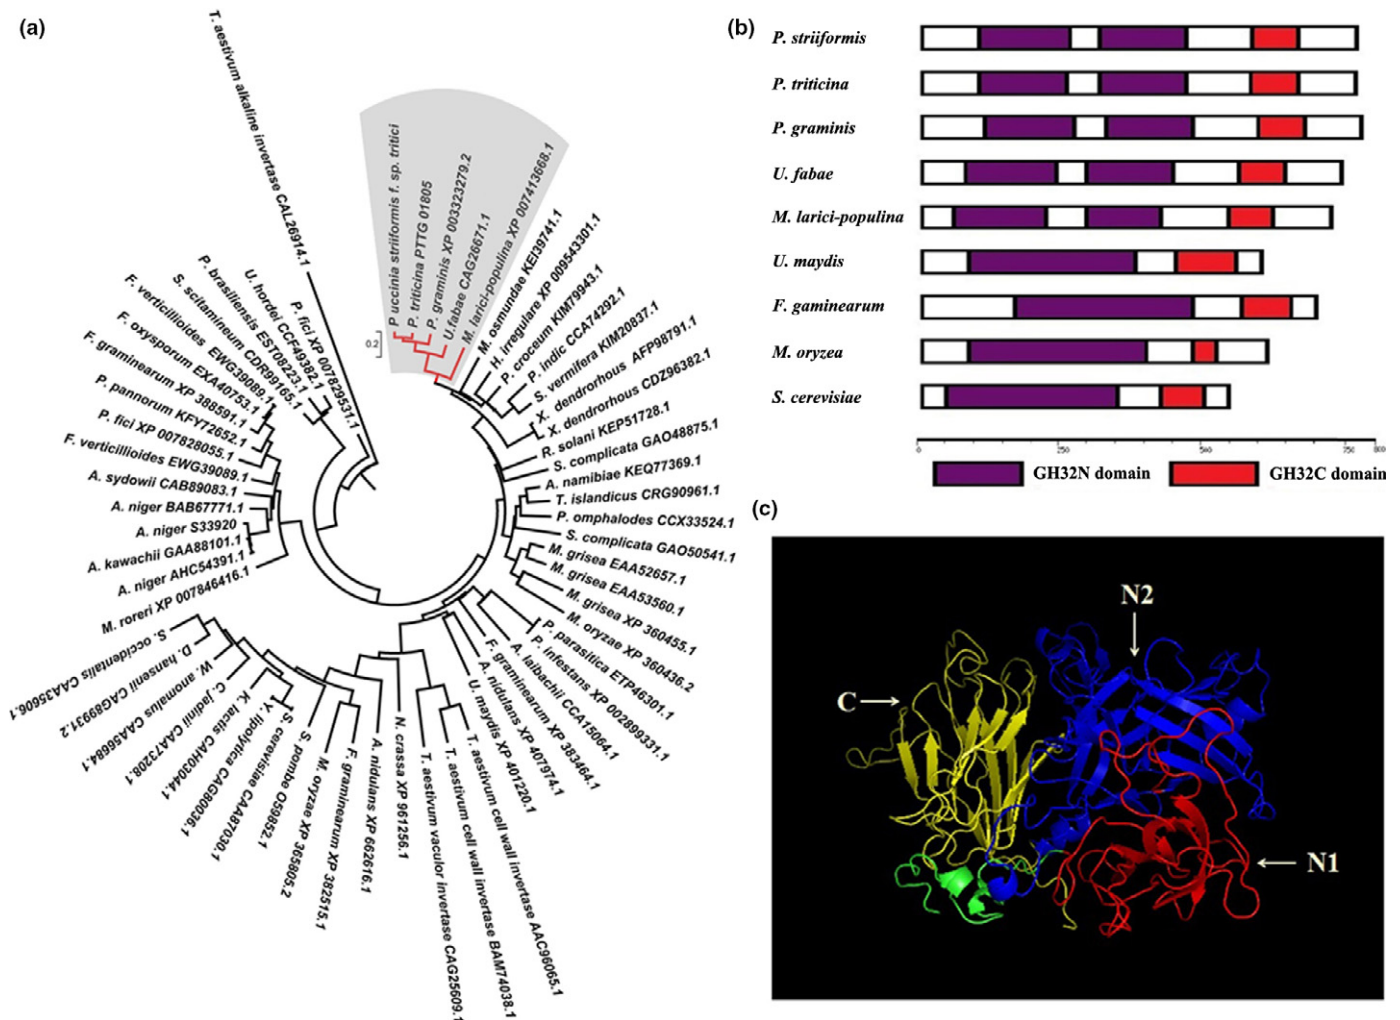 (a)
T. aestivum alkaline invertase CAL26914.1
P. fici XP 007829531.1
U. hordei CCF49382.1
P. brasiliensis EST08223.1
S. scitamineum CDR99165.1
F. verticillioides EWG39089.1
F. oxysporum EXA40753.1
F. graminearum XP 388591.1
P. pannorum KFY72652.1
P. fici XP 007828055.1
F. verticillioides EWG39089.1
A. sydowii CAB89083.1
A. niger BAB67771.1
A. niger S33920
A. kawachii GAA88101.1
A. niger AHC54391.1
M. roreri XP 007846416.1
S. occidentalis CAA35606.1
D. hansenii CAG89931.2
W. anomalus CAA56684.1
C. jadinii CAA73208.1
K. lactis CAH03044.1
Y. lipolytica CAG80036.1
S. cerevisiae CAA87030.1
S. pombe O59852.1
M. oryzae XP 365805.2
F. graminearun XP 382515.1
A. nidulans XP 662616.1
N. crassa XP 961256.1
T. aestivum vaculor invertase CAG25609.1
T. aestivum cell wall invertase BAM74038.1
T. aestivum cell wall invertase AAC96065.1
U. maydis XP 401220.1
A. nidulans XP 407974.1
F. graminearum XP 383464.1
A. laibachii CCA15064.1
P. infestans XP 002899331.1
P. parasitica ETP46301.1
M. oryzae XP 360436.2
M. grisea XP 360455.1
M. grisea EAA53560.1
M. grisea EAA52657.1
S. complicata GAO50541.1
P. omphalodes CCX33524.1
T. islandicus CRG90961.1
A. namibiae KEQ77369.1
S. complicata GAO48875.1
R. solani KEP51728.1
X. dendrorhous CDZ96382.1
X. dendrorhous AFP98791.1
S. vermifera KIM20837.1
P. indic CCA74292.1
P. croceum KIM79943.1
H. irregulare XP 009543301.1
M. osmundae KEI39741.1
M. larici-populina XP 007413668.1
U.fabae CAG26671.1
P. graminis XP 003323279.2
P. triticina PTTG 01805
P uccinia striiformis f. sp. tritici
0.2
(b)
P. striiformis
P. triticina
P. graminis
U. fabae
M. larici-populina
U. maydis
F. gaminearum
M. oryzea
S. cerevisiae
0 250 500 750 800
GH32N domain GH32C domain
(c)
N2
C
N1